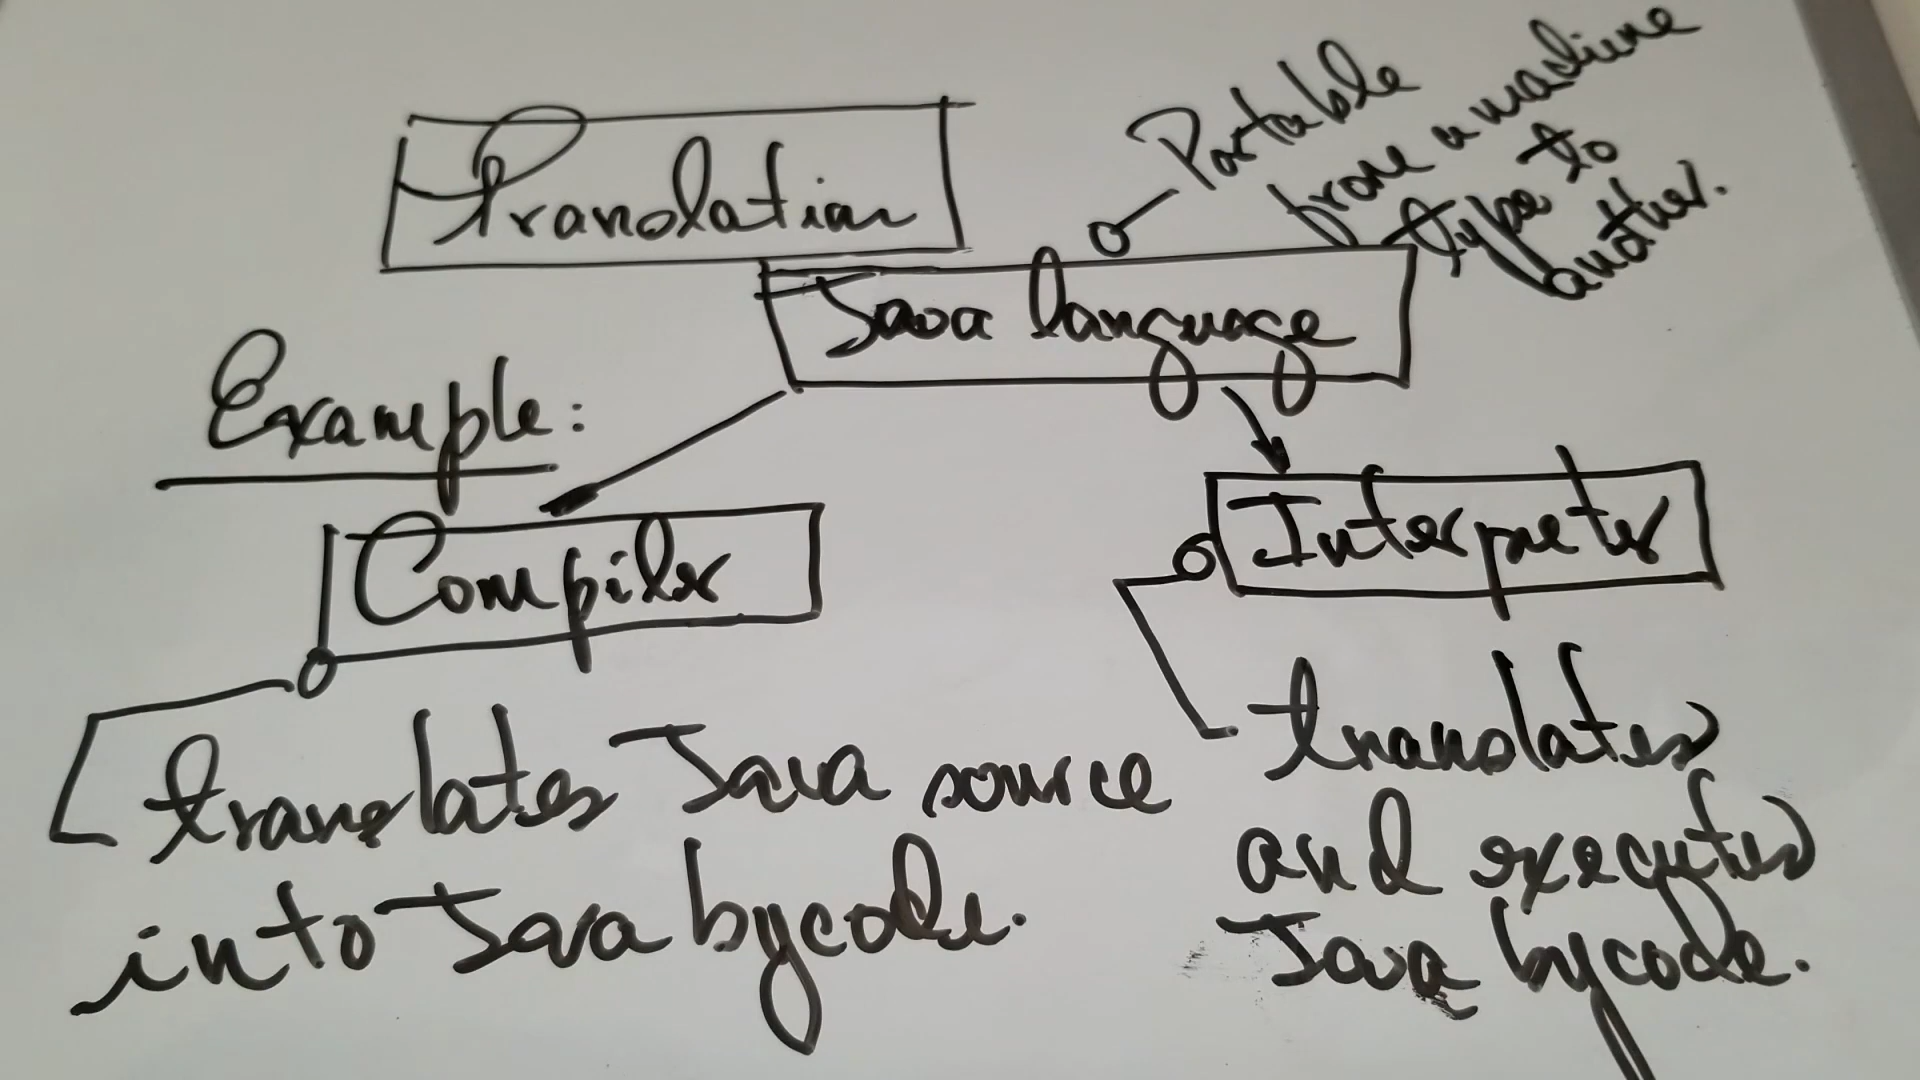 Translation
Portable
from a machine
type to
another.
Java language
Example:
Compiler
Interpreter
translates Java source
into Java bycode.
translates
and executes
Java bycode.